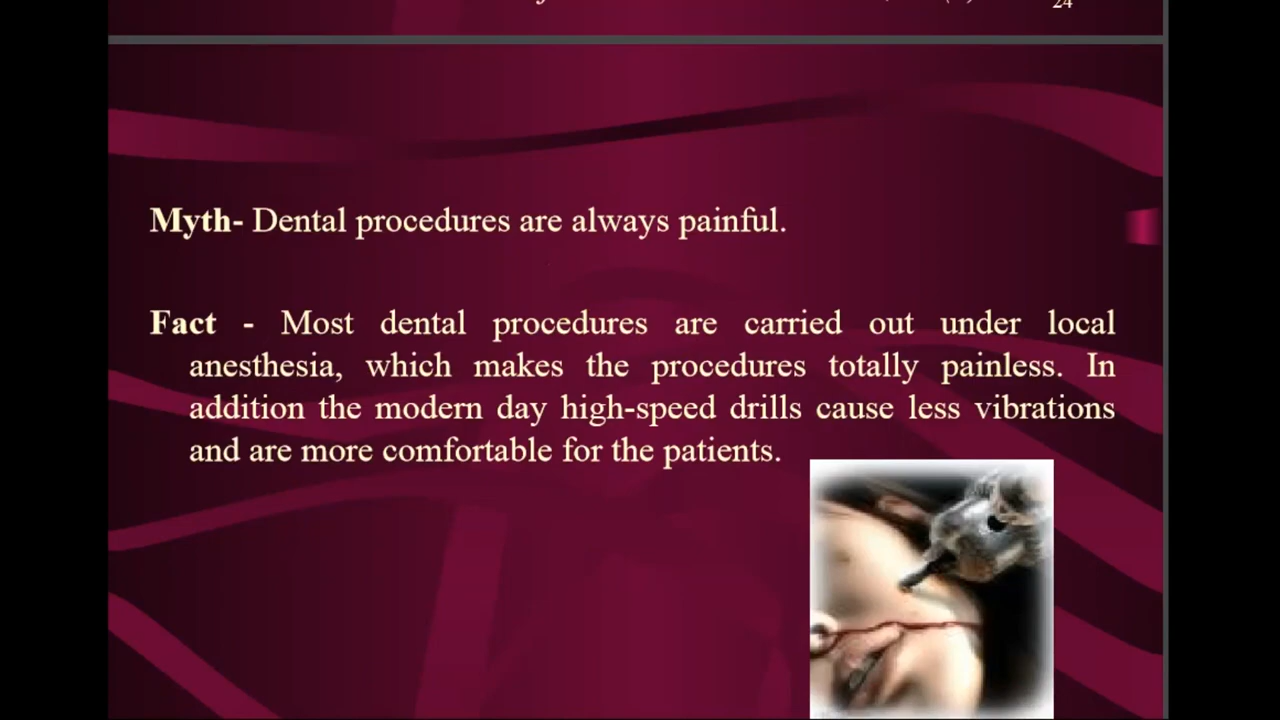 24
Myth- Dental procedures are always painful.
Fact - Most dental procedures are carried out under local
anesthesia, which makes the procedures totally painless. In
addition the modern day high-speed drills cause less vibrations
and are more comfortable for the patients.